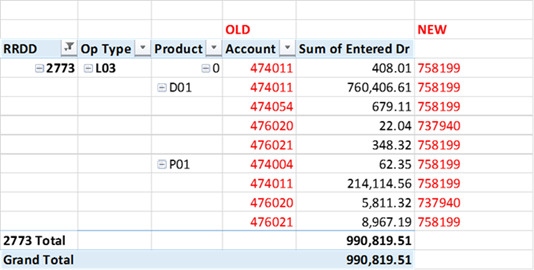 OLD NEW
RRDD Op Type Product Account Sum of Entered Dr
2773 L03 0 474011 408.01 758199
D01 474011 760,406.61 758199
474054 679.11 758199
476020 22.04 737940
476021 348.32 758199
P01 474004 62.35 758199
474011 214,114.56 758199
476020 5,811.32 737940
476021 8,967.19 758199
2773 Total 990,819.51
Grand Total 990,819.51